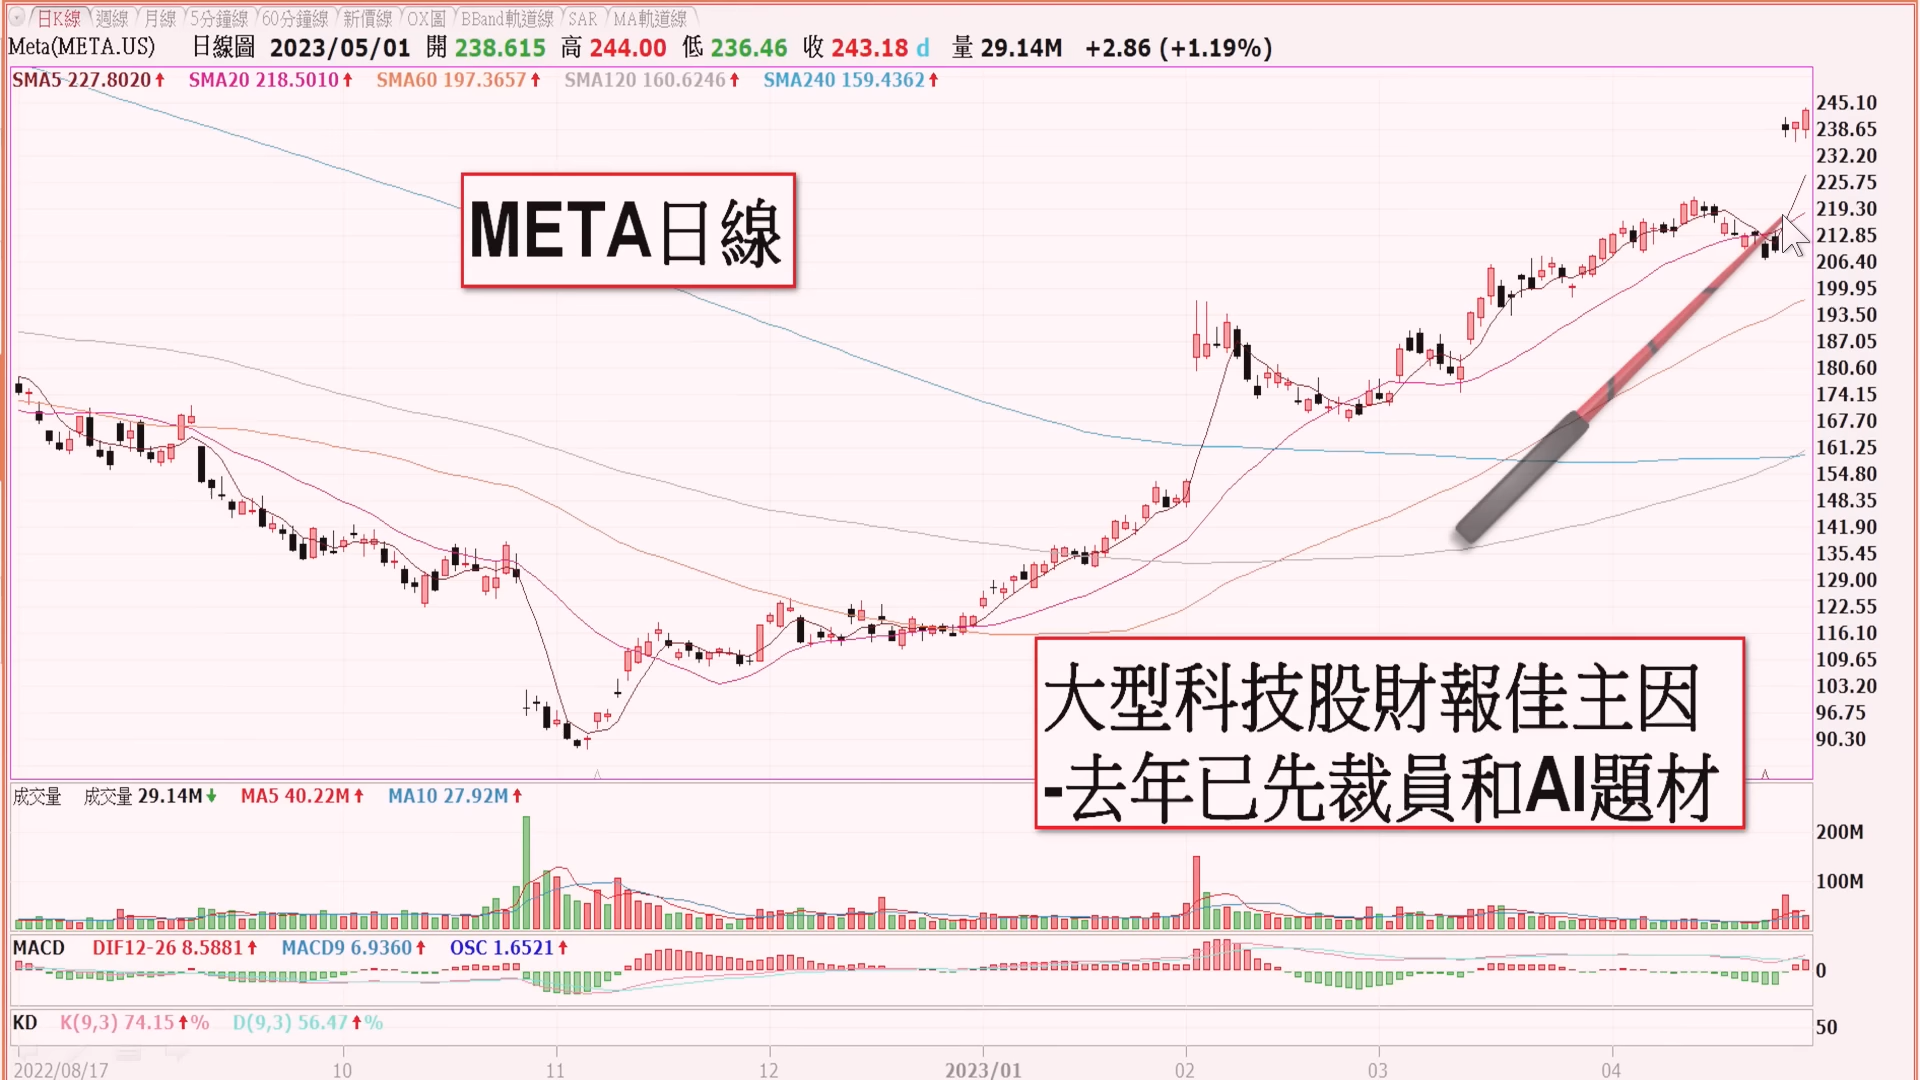 日K線 週線 月線 5分鐘線 60分鐘線 新價線 OX圖 BBand軌道線 SAR MA軌道線
Meta(META.US) 日線圖 2023/05/01 開 238.615 高 244.00 低 236.46 收 243.18 d 量 29.14M +2.86 (+1.19%)
SMA5 227.8020↑ SMA20 218.5010↑ SMA60 197.3657↑ SMA120 160.6246↑ SMA240 159.4362↑
245.10
238.65
232.20
225.75
219.30
212.85
206.40
199.95
193.50
187.05
180.60
174.15
167.70
161.25
154.80
148.35
141.90
135.45
129.00
122.55
116.10
109.65
103.20
96.75
90.30
META日線
大型科技股財報佳主因
-去年已先裁員和AI題材
成交量 成交量 29.14M↓ MA5 40.22M↑ MA10 27.92M↑
200M
100M
MACD DIF12-26 8.5881↑ MACD9 6.9360↑ OSC 1.6521↑
0
KD K(9,3) 74.15↑% D(9,3) 56.47↑%
50
2022/08/17 10 11 12 2023/01 02 03 04